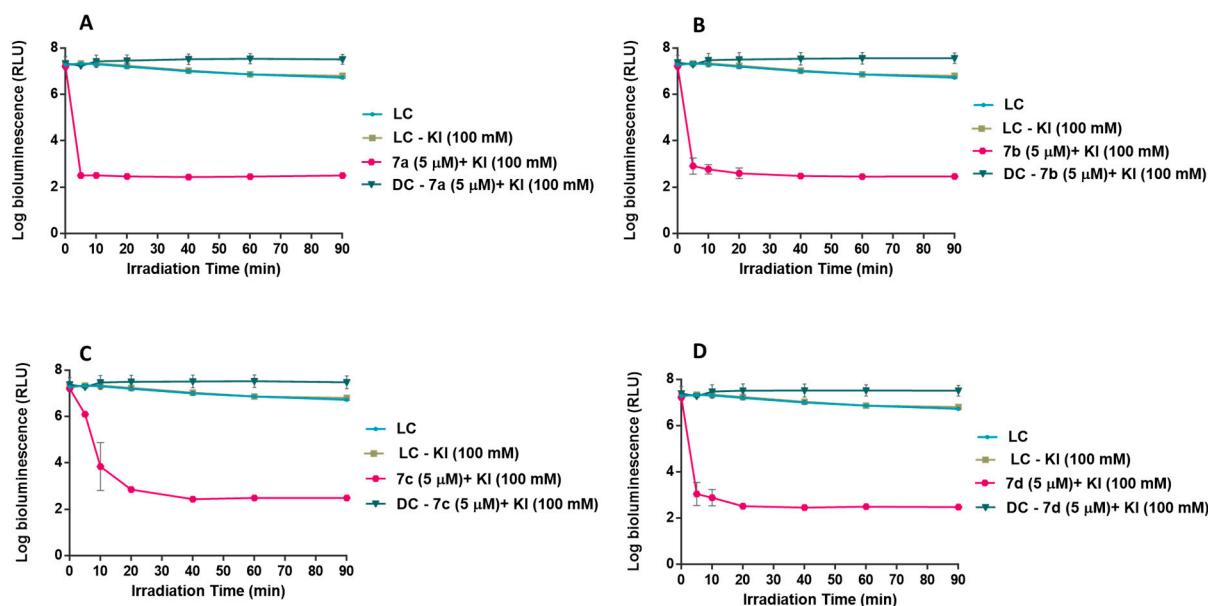 A
Log bioluminescence (RLU)
8
6
4
2
0
0 10 20 30 40 50 60 70 80 90
Irradiation Time (min)
LC
LC - KI (100 mM)
7a (5 μM)+ KI (100 mM)
DC - 7a (5 μM)+ KI (100 mM)
B
Log bioluminescence (RLU)
8
6
4
2
0
0 10 20 30 40 50 60 70 80 90
Irradiation Time (min)
LC
LC - KI (100 mM)
7b (5 μM)+ KI (100 mM)
DC - 7b (5 μM)+ KI (100 mM)
C
Log bioluminescence (RLU)
8
6
4
2
0
0 10 20 30 40 50 60 70 80 90
Irradiation Time (min)
LC
LC - KI (100 mM)
7c (5 μM)+ KI (100 mM)
DC - 7c (5 μM)+ KI (100 mM)
D
Log bioluminescence (RLU)
8
6
4
2
0
0 10 20 30 40 50 60 70 80 90
Irradiation Time (min)
LC
LC - KI (100 mM)
7d (5 μM)+ KI (100 mM)
DC - 7d (5 μM)+ KI (100 mM)